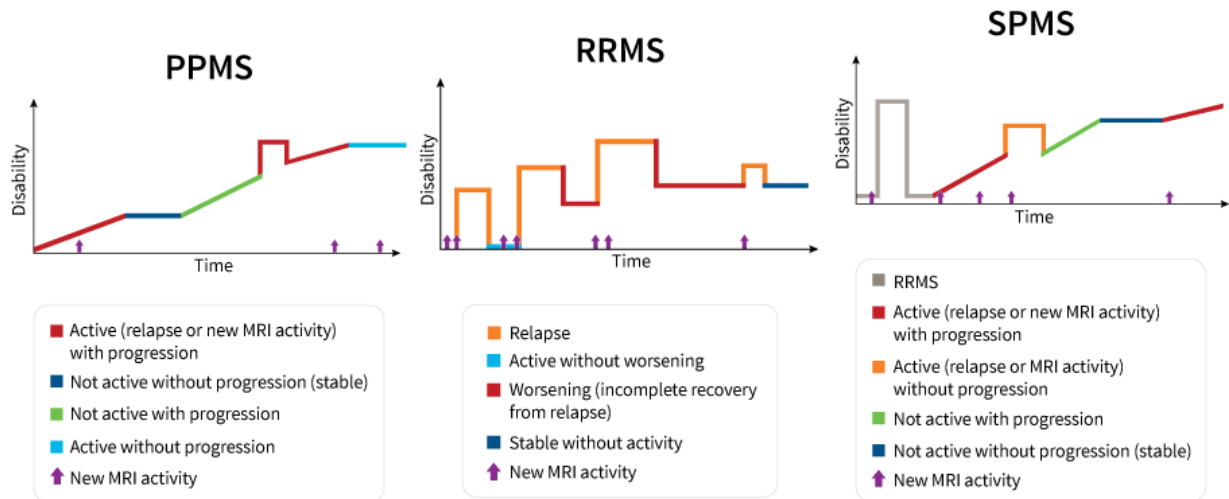 PPMS
Disability
Time
Active (relapse or new MRI activity)
with progression
Not active without progression (stable)
Not active with progression
Active without progression
New MRI activity
RRMS
Disability
Time
Relapse
Active without worsening
Worsening (incomplete recovery
from relapse)
Stable without activity
New MRI activity
SPMS
Disability
Time
RRMS
Active (relapse or new MRI activity)
with progression
Active (relapse or MRI activity)
without progression
Not active with progression
Not active without progression (stable)
New MRI activity